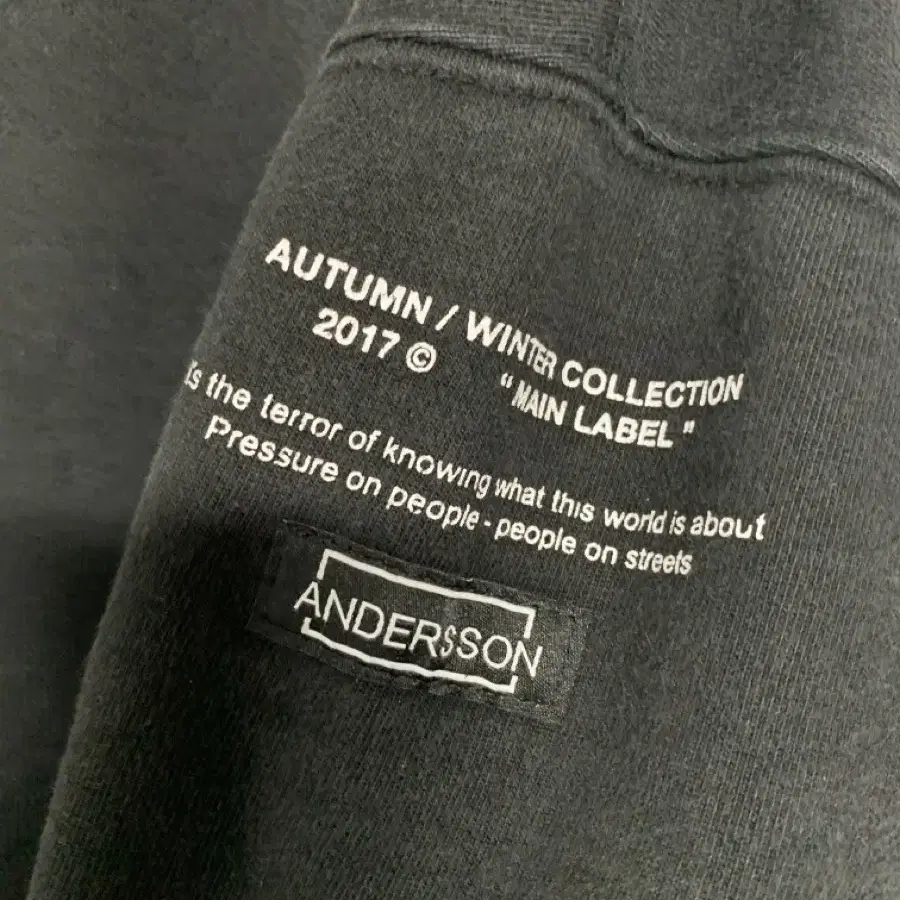 AUTUMN / WINTER COLLECTION
2017 © “ MAIN LABEL ”
s the terror of knowing what this world is about
Pressure on people - people on streets
ANDERSSON